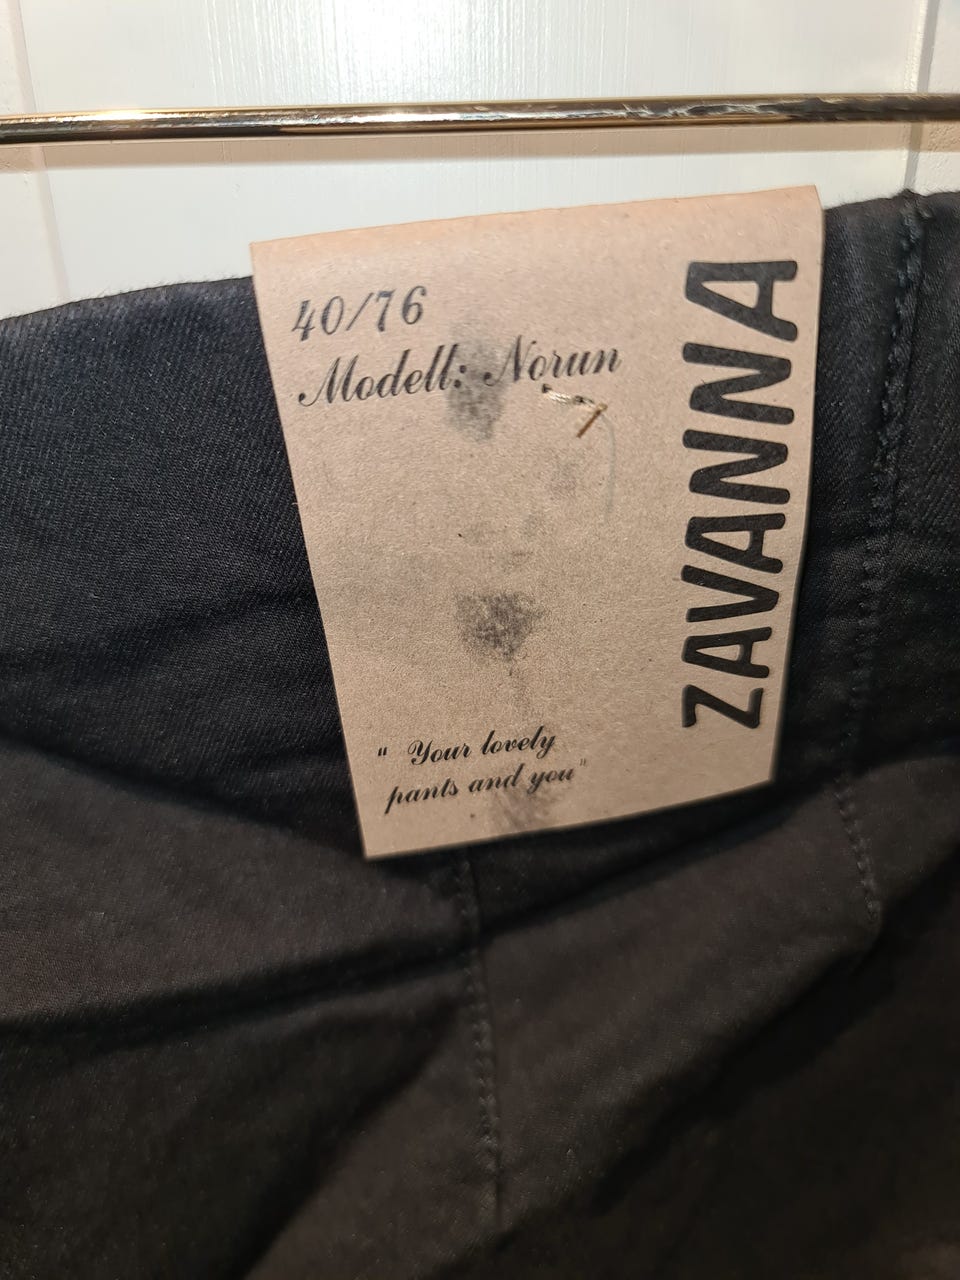 40/76
Modell: Norun
ZAVANNA
" Your lovely
pants and you"